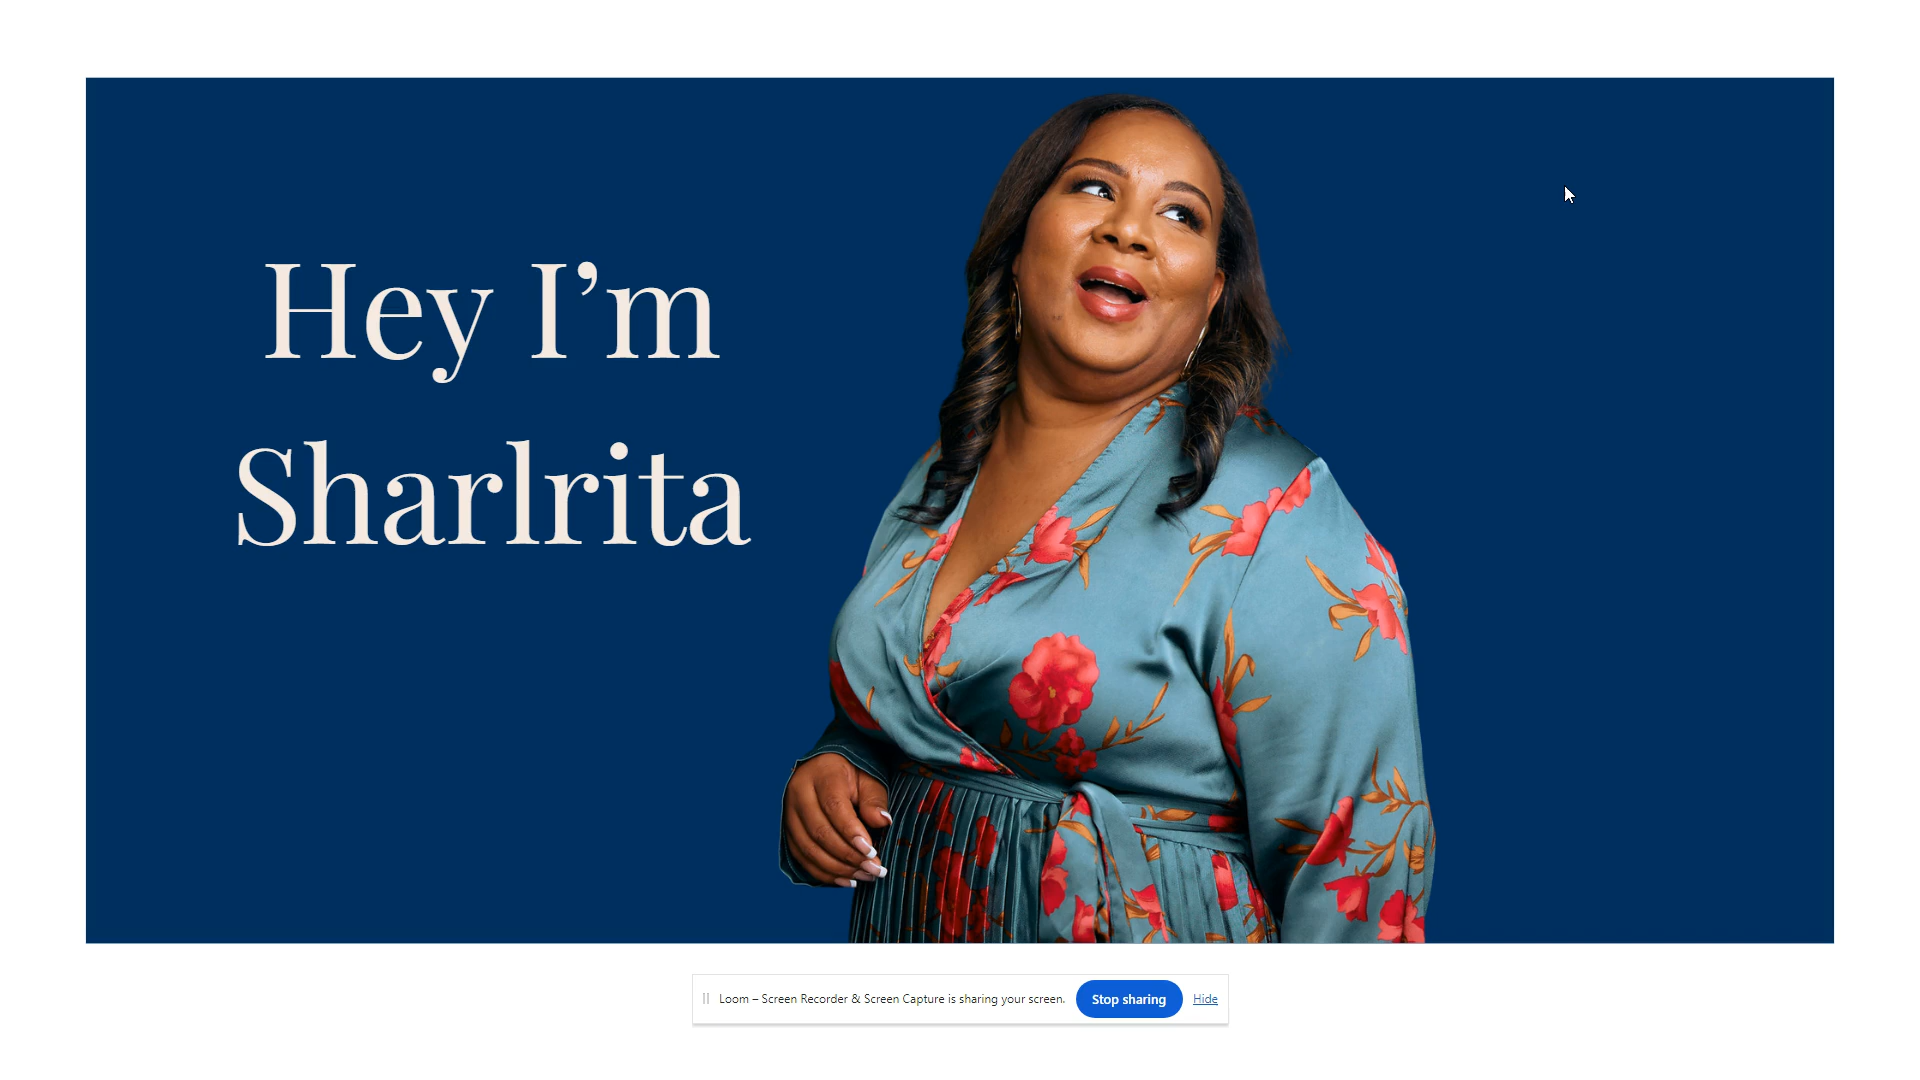 Hey I’m
Sharlrita
Loom – Screen Recorder & Screen Capture is sharing your screen. Stop sharing Hide